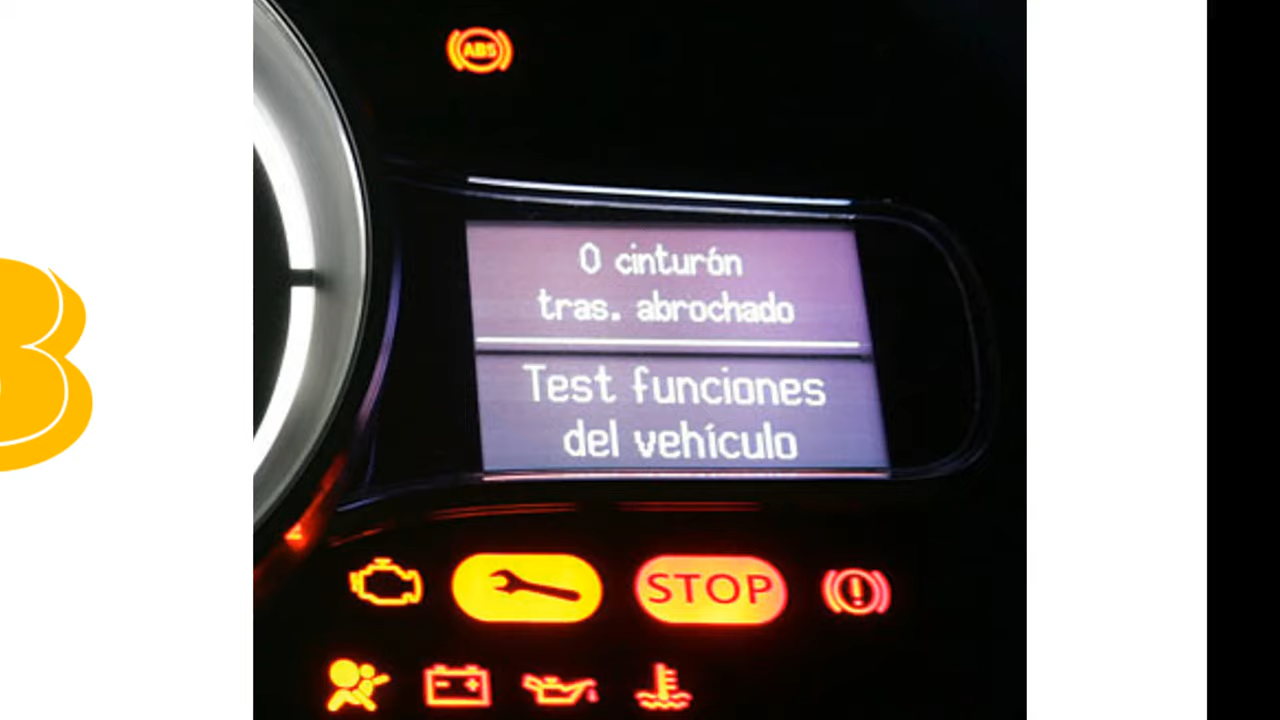 ABS
0 cinturón
tras. abrochado
Test funciones
del vehículo
STOP